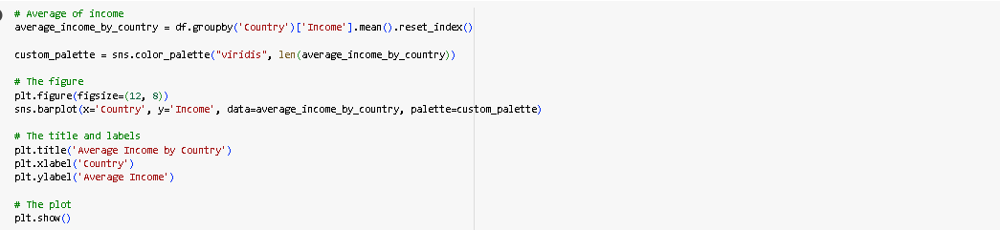 # Average of income
average_income_by_country = df.groupby('Country')['Income'].mean().reset_index()
custom_palette = sns.color_palette("viridis", len(average_income_by_country))
# The figure
plt.figure(figsize=(12, 8))
sns.barplot(x='Country', y='Income', data=average_income_by_country, palette=custom_palette)
# The title and labels
plt.title('Average Income by Country')
plt.xlabel('Country')
plt.ylabel('Average Income')
# The plot
plt.show()